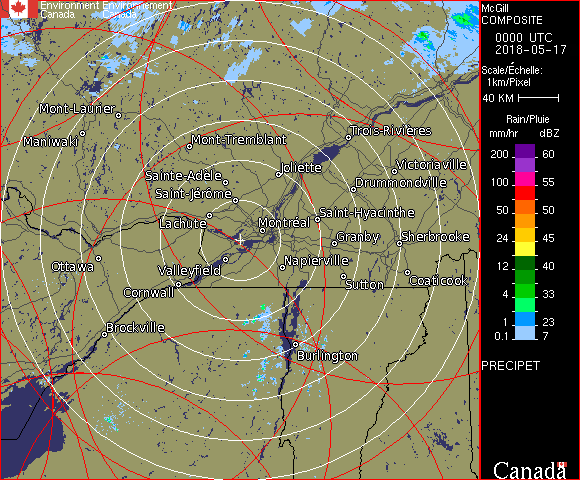 Environment Environnement
Canada Canada
McGill
COMPOSITE
0000 UTC
2018-05-17
Scale/Échelle:
1km/Pixel
40 KM
Rain/Pluie
mm/hr dBZ
200 60
100 55
50 50
24 45
12 40
4 33
1 23
0.1 7
PRECIPET
Canada
Mont-Laurier
Maniwaki
Mont-Tremblant
Trois-Rivières
Sainte-Adèle
Joliette
Victoriaville
Saint-Jérôme
Drummondville
Lachute
Montréal
Saint-Hyacinthe
Granby
Sherbrooke
Ottawa
Valleyfield
Napierville
Cornwall
Sutton
Coaticook
Brockville
Burlington